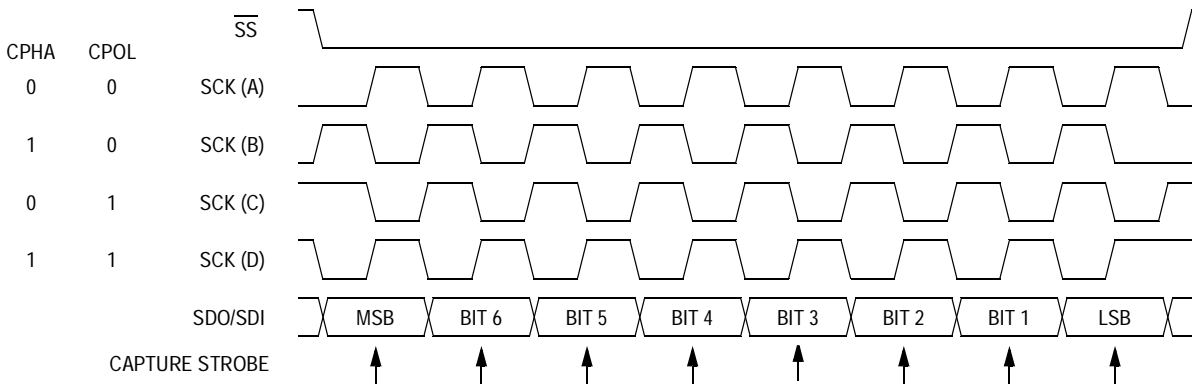 SS
CPHA CPOL
0 0 SCK (A)
1 0 SCK (B)
0 1 SCK (C)
1 1 SCK (D)
SDO/SDI MSB BIT 6 BIT 5 BIT 4 BIT 3 BIT 2 BIT 1 LSB
CAPTURE STROBE